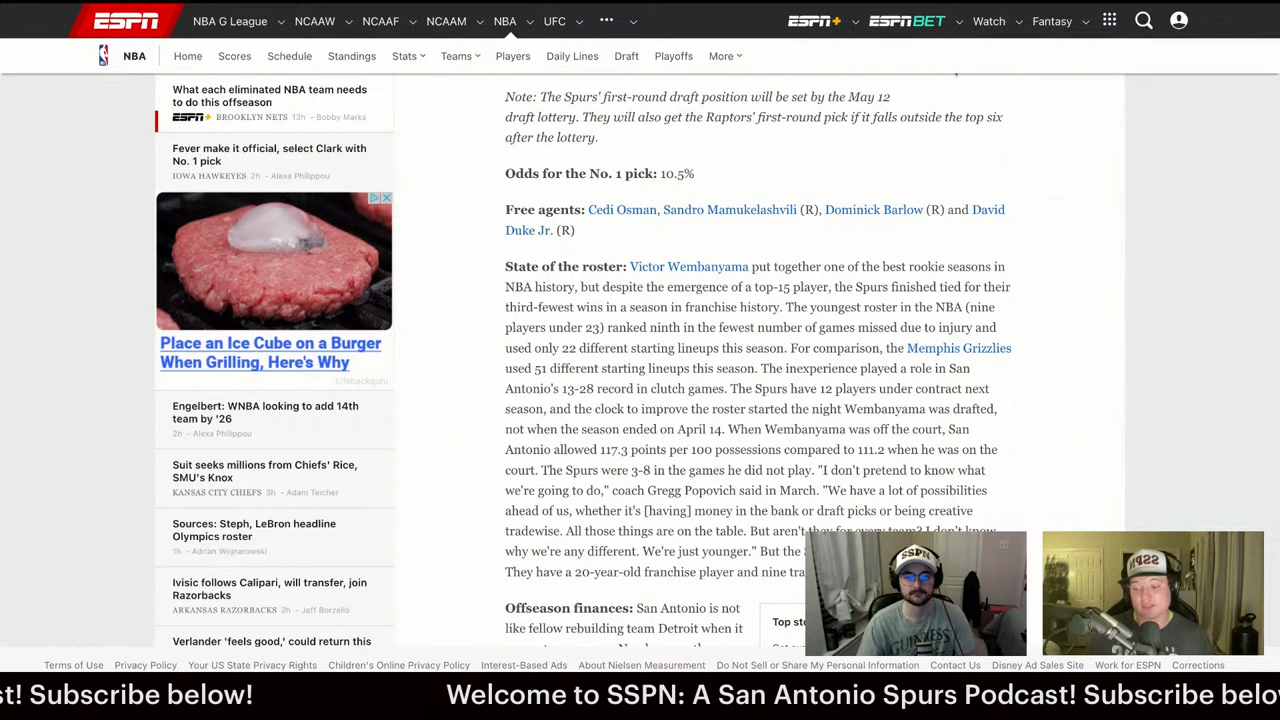 ESPN
NBA G League
NCAAW
NCAAF
NCAAM
NBA
UFC
ESPN+
ESPN BET
Watch
Fantasy
NBA
Home
Scores
Schedule
Standings
Stats
Teams
Players
Daily Lines
Draft
Playoffs
More
What each eliminated NBA team needs
to do this offseason
ESPN+ BROOKLYN NETS 13h - Bobby Marks
Fever make it official, select Clark with
No. 1 pick
IOWA HAWKEYES 2h - Alexa Philippou
Place an Ice Cube on a Burger
When Grilling, Here's Why
Lifehackguru
Engelbert: WNBA looking to add 14th
team by '26
2h - Alexa Philippou
Suit seeks millions from Chiefs' Rice,
SMU's Knox
KANSAS CITY CHIEFS 3h - Adam Teicher
Sources: Steph, LeBron headline
Olympics roster
1h - Adrian Wojnarowski
Ivisic follows Calipari, will transfer, join
Razorbacks
ARKANSAS RAZORBACKS 2h - Jeff Borzello
Verlander 'feels good,' could return this
Note: The Spurs' first-round draft position will be set by the May 12
draft lottery. They will also get the Raptors' first-round pick if it falls outside the top six
after the lottery.
Odds for the No. 1 pick: 10.5%
Free agents: Cedi Osman, Sandro Mamukelashvili (R), Dominick Barlow (R) and David
Duke Jr. (R)
State of the roster: Victor Wembanyama put together one of the best rookie seasons in
NBA history, but despite the emergence of a top-15 player, the Spurs finished tied for their
third-fewest wins in a season in franchise history. The youngest roster in the NBA (nine
players under 23) ranked ninth in the fewest number of games missed due to injury and
used only 22 different starting lineups this season. For comparison, the Memphis Grizzlies
used 51 different starting lineups this season. The inexperience played a role in San
Antonio's 13-28 record in clutch games. The Spurs have 12 players under contract next
season, and the clock to improve the roster started the night Wembanyama was drafted,
not when the season ended on April 14. When Wembanyama was off the court, San
Antonio allowed 117.3 points per 100 possessions compared to 111.2 when he was on the
court. The Spurs were 3-8 in the games he did not play. "I don't pretend to know what
we're going to do," coach Gregg Popovich said in March. "We have a lot of possibilities
ahead of us, whether it's [having] money in the bank or draft picks or being creative
tradewise. All those things are on the table. But aren't they for every team? I don't know
why we're any different. We're just younger." But the
They have a 20-year-old franchise player and nine
Offseason finances: San Antonio is not
like fellow rebuilding team Detroit when it
SSPN
GUINNESS
SSPN
Terms of Use
Privacy Policy
Your US State Privacy Rights
Children's Online Privacy Policy
Interest-Based Ads
About Nielsen Measurement
Do Not Sell or Share My Personal Information
Contact Us
Disney Ad Sales Site
Work for ESPN
Corrections
st! Subscribe below!
Welcome to SSPN: A San Antonio Spurs Podcast! Subscribe belo